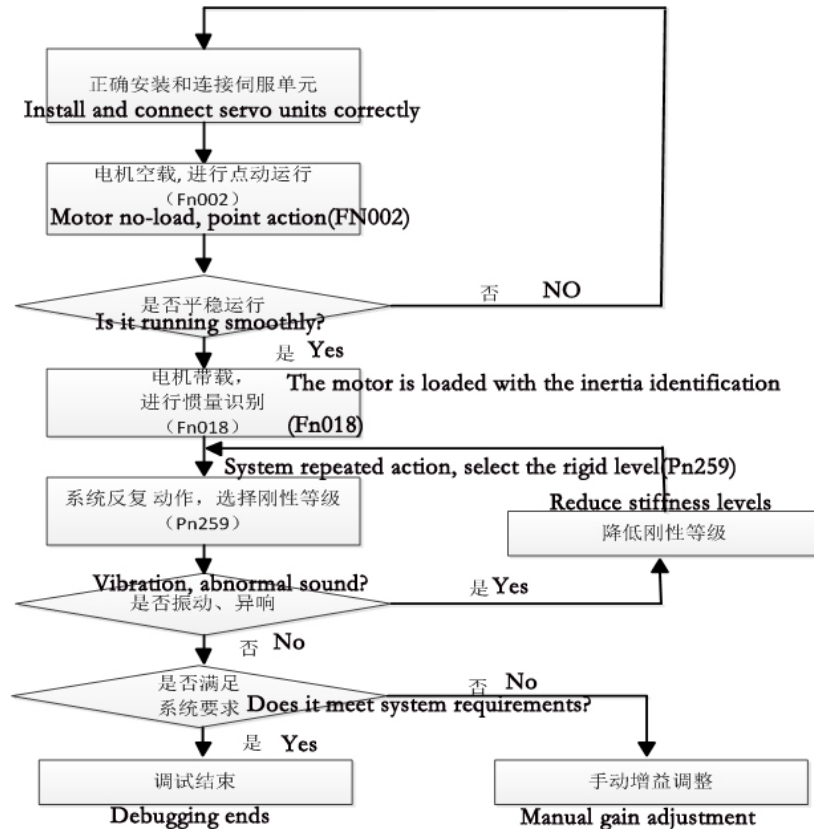 正确安装和连接伺服单元
Install and connect servo units correctly
电机空载, 进行点动运行
（Fn002）
Motor no-load, point action(FN002)
是否平稳运行
Is it running smoothly?
否 NO
是 Yes
电机带载，
进行惯量识别
（Fn018）
The motor is loaded with the inertia identification
(Fn018)
System repeated action, select the rigid level(Pn259)
系统反复 动作，选择刚性等级
（Pn259）
Reduce stiffness levels
降低刚性等级
Vibration, abnormal sound?
是否振动、异响
是 Yes
否 No
是否满足
系统要求
Does it meet system requirements?
否 No
是 Yes
调试结束
Debugging ends
手动增益调整
Manual gain adjustment